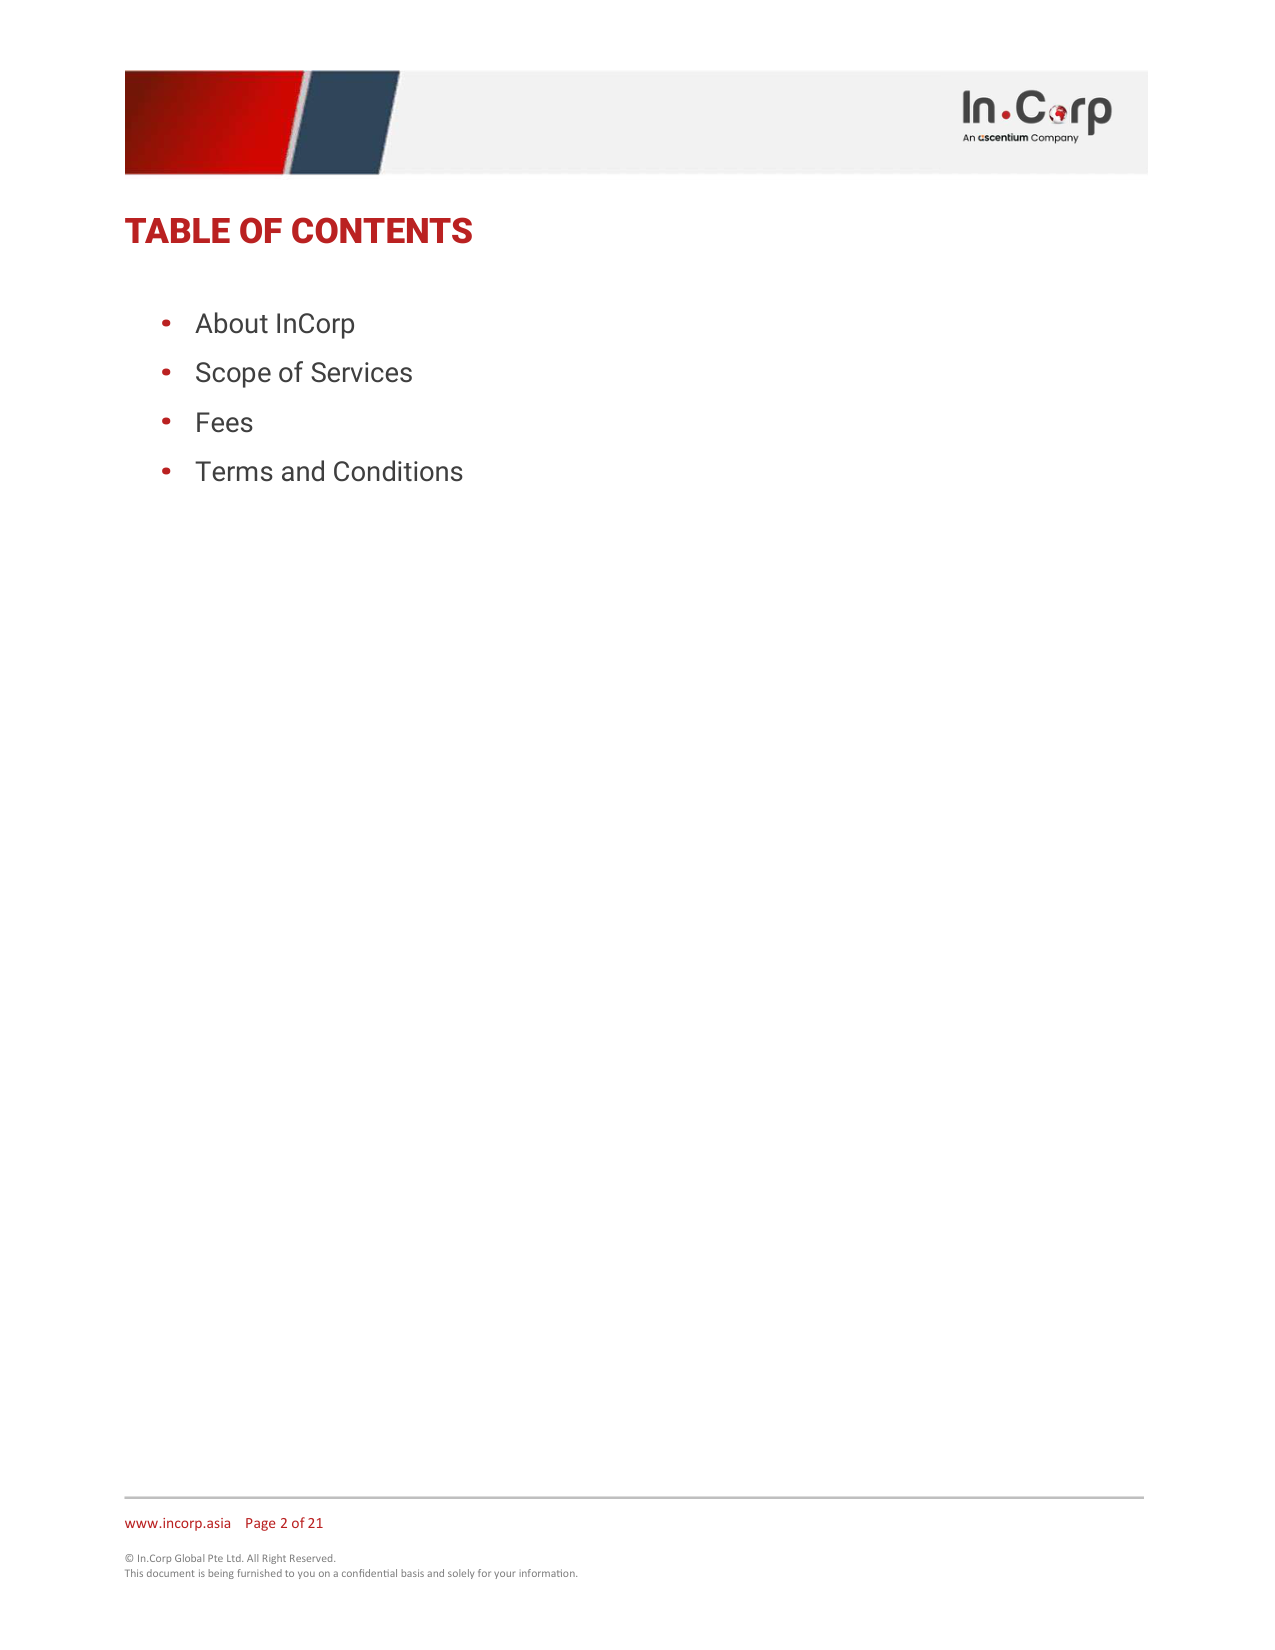 In.Corp
An ascentium Company
TABLE OF CONTENTS
• About InCorp
• Scope of Services
• Fees
• Terms and Conditions
www.incorp.asia Page 2 of 21
© In.Corp Global Pte Ltd. All Right Reserved.
This document is being furnished to you on a confidential basis and solely for your information.